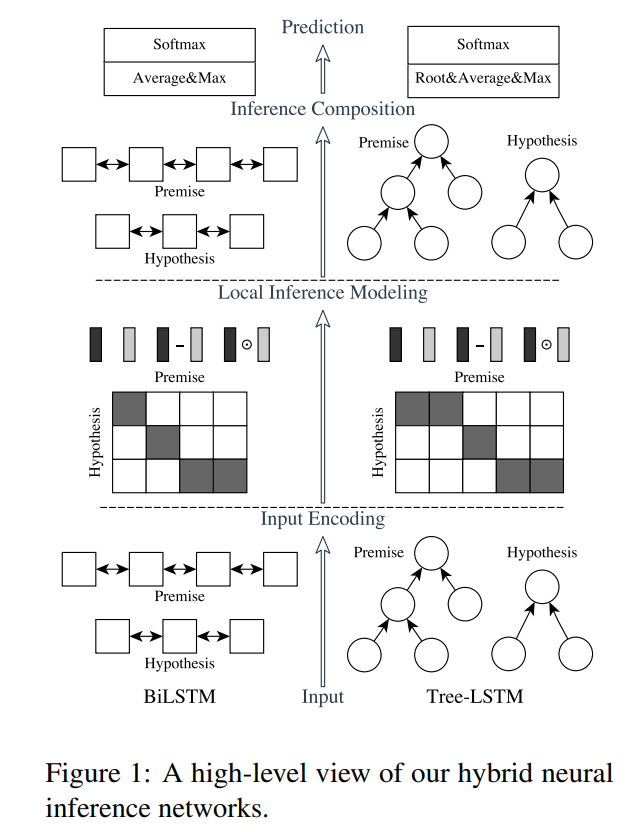 Prediction
Softmax
Average&Max
Softmax
Root&Average&Max
Inference Composition
Premise
Hypothesis
Premise
Hypothesis
Local Inference Modeling
Premise
Hypothesis
Premise
Hypothesis
Input Encoding
Premise
Hypothesis
Premise
Hypothesis
BiLSTM
Input
Tree-LSTM
Figure 1: A high-level view of our hybrid neural
inference networks.